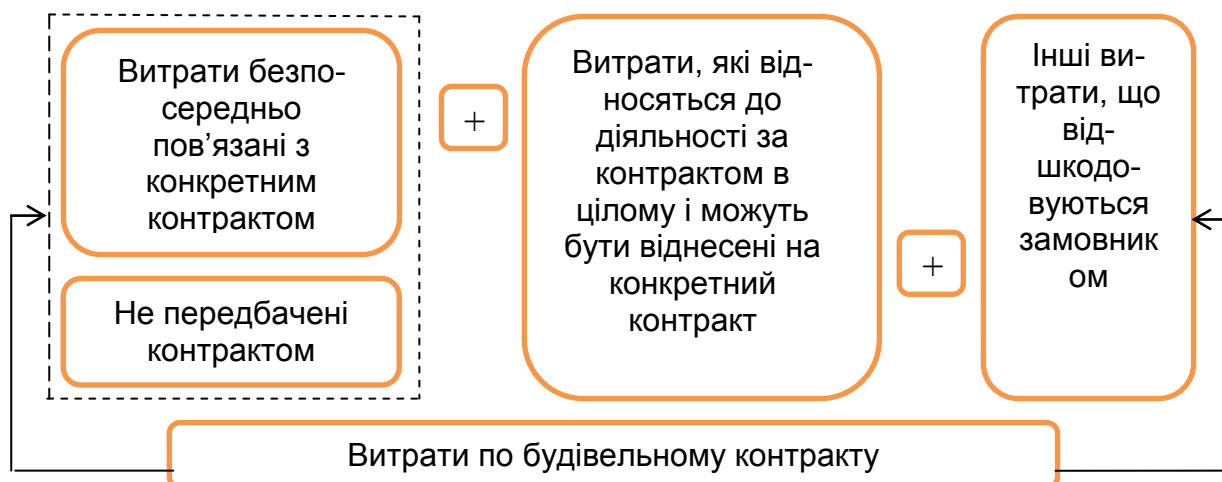 Витрати безпо-
середньо
пов’язані з
конкретним
контрактом
Не передбачені
контрактом
+
Витрати, які від-
носяться до
діяльності за
контрактом в
цілому і можуть
бути віднесені на
конкретний
контракт
+
Інші ви-
трати, що
від-
шкодо-
вуються
замовник
ом
Витрати по будівельному контракту